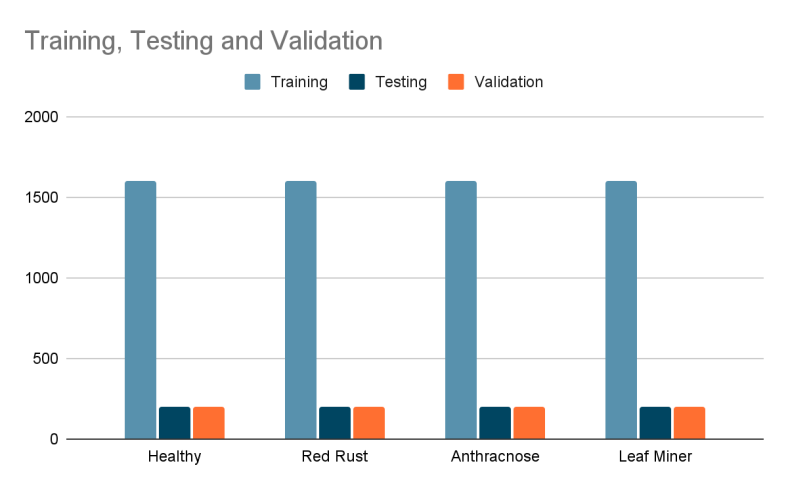 Training, Testing and Validation
Training Testing Validation
2000
1500
1000
500
0
Healthy Red Rust Anthracnose Leaf Miner